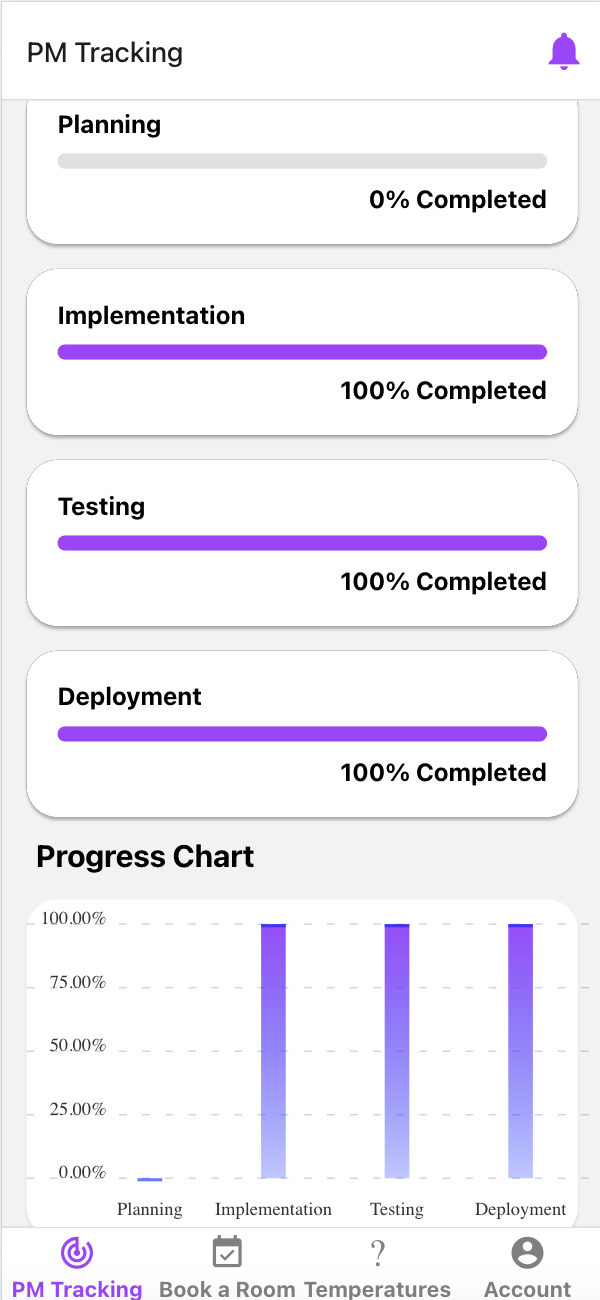 PM Tracking
Planning
0% Completed
Implementation
100% Completed
Testing
100% Completed
Deployment
100% Completed
Progress Chart
100.00%
75.00%
50.00%
25.00%
0.00%
Planning Implementation Testing Deployment
PM Tracking Book a Room Temperatures Account